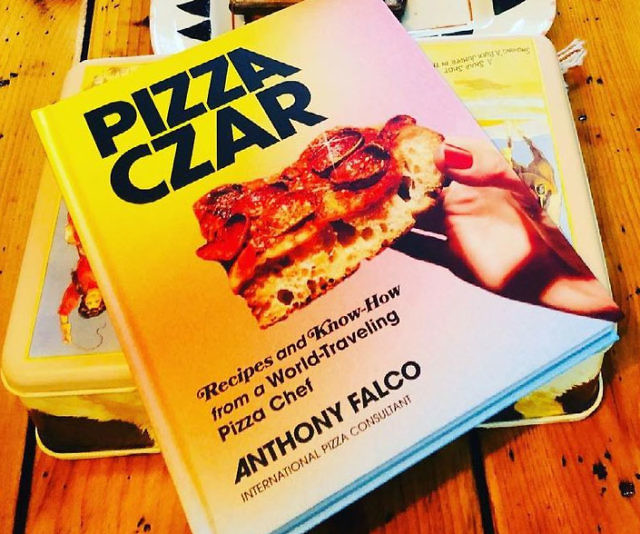 PIZZA
CZAR
Recipes and Know-How
from a World-Traveling
Pizza Chef
ANTHONY FALCO
INTERNATIONAL PIZZA CONSULTANT